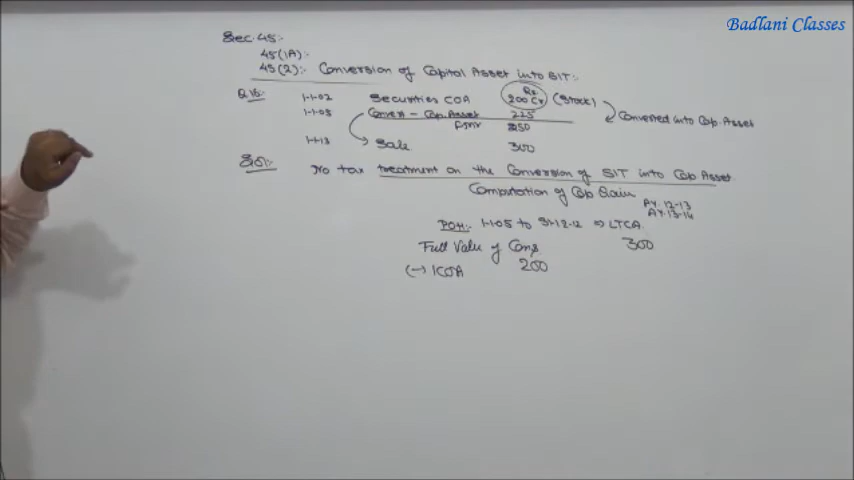 Badlani Classes
Sec. 45:-
45(1A):-
45(2):- Conversion of Capital Asset into SIT:-
Q.15:- 1-1-02 Securities COA Rs. 200 Cr (Stock)
1-1-05 Convert - Cap. Asset 225 Converted into Cap. Asset
FMV 250
1-1-13 Sale 300
Sol:- No tax treatment on the Conversion of SIT into Cap Asset
Computation of Cap Gain
AY. 12-13
AY. 13-14
POH:- 1-1-05 to 31-12-12 ⇒ LTCA
Full Value of Cons. 300
(-) ICOA 200